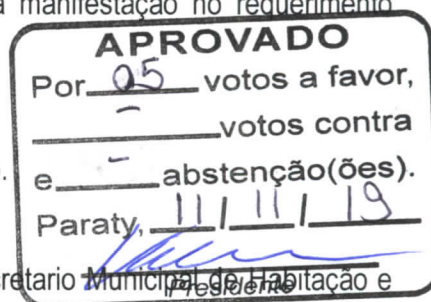 manifestação no requerimento
APROVADO
Por 05 votos a favor,
- votos contra
e - abstenção(ões).
Paraty, 11 / 11 / 19
Presidente
Municipal de Habitação e